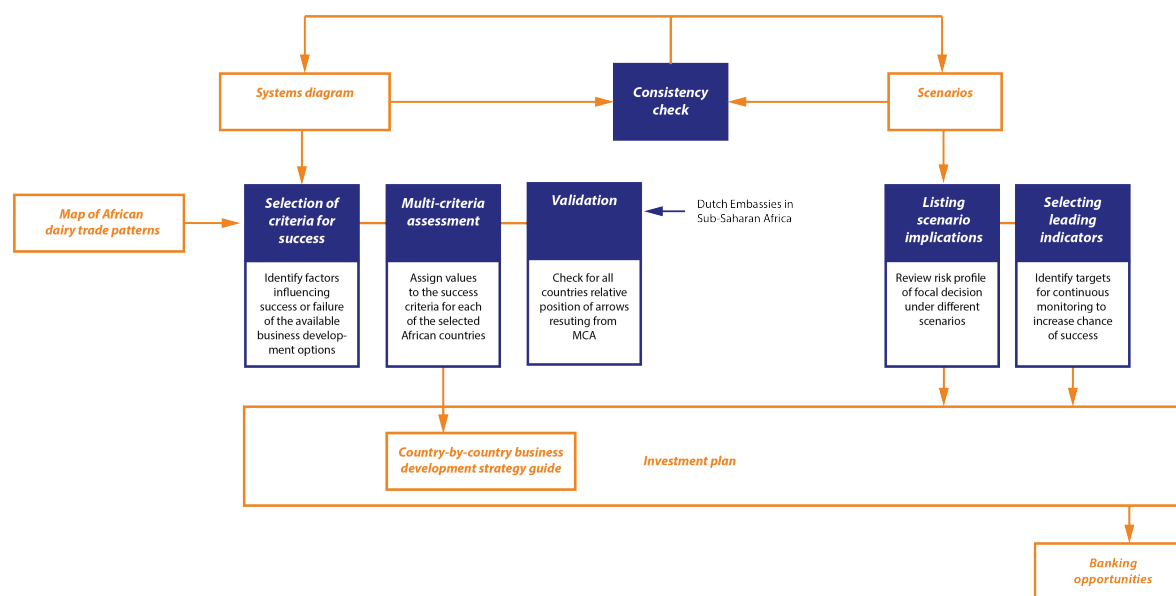 Systems diagram
Consistency
check
Scenarios
Map of African
dairy trade patterns
Selection of
criteria for
success
Identify factors
influencing
success or failure
of the available
business develop-
ment options
Multi-criteria
assessment
Assign values
to the success
criteria for each
of the selected
African countries
Validation
Check for all
countries relative
position of arrows
resuting from
MCA
Dutch Embassies in
Sub-Saharan Africa
Listing
scenario
implications
Review risk profile
of focal decision
under different
scenarios
Selecting
leading
indicators
Identify targets
for continuous
monitoring to
increase chance
of success
Country-by-country business
development strategy guide
Investment plan
Banking
opportunities